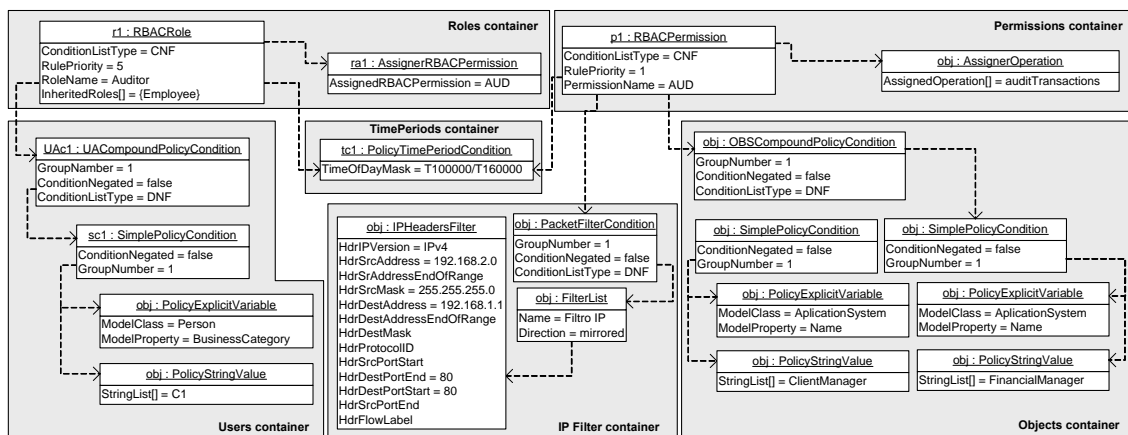 Roles container
r1 : RBACRole
ConditionListType = CNF
RulePriority = 5
RoleName = Auditor
InheritedRoles[] = {Employee}
ra1 : AssignerRBACPermission
AssignedRBACPermission = AUD
Permissions container
p1 : RBACPermission
ConditionListType = CNF
RulePriority = 1
PermissionName = AUD
obj : AssignerOperation
AssignedOperation[] = auditTransactions
TimePeriods container
tc1 : PolicyTimePeriodCondition
TimeOfDayMask = T100000/T160000
UAc1 : UACompoundPolicyCondition
GroupNamber = 1
ConditionNegated = false
ConditionListType = DNF
sc1 : SimplePolicyCondition
ConditionNegated = false
GroupNumber = 1
obj : PolicyExplicitVariable
ModelClass = Person
ModelProperty = BusinessCategory
obj : PolicyStringValue
StringList[] = C1
Users container
obj : IPHeadersFilter
HdrIPVersion = IPv4
HdrSrcAddress = 192.168.2.0
HdrSrAddressEndOfRange
HdrSrcMask = 255.255.255.0
HdrDestAddress = 192.168.1.1
HdrDestAddressEndOfRange
HdrDestMask
HdrProtocolID
HdrSrcPortStart
HdrDestPortEnd = 80
HdrDestPortStart = 80
HdrSrcPortEnd
HdrFlowLabel
obj : PacketFilterCondition
GroupNumber = 1
ConditionNegated = false
ConditionListType = DNF
obj : FilterList
Name = Filtro IP
Direction = mirrored
IP Filter container
obj : OBSCompoundPolicyCondition
GroupNumber = 1
ConditionNegated = false
ConditionListType = DNF
obj : SimplePolicyCondition
ConditionNegated = false
GroupNumber = 1
obj : SimplePolicyCondition
ConditionNegated = false
GroupNumber = 1
obj : PolicyExplicitVariable
ModelClass = AplicationSystem
ModelProperty = Name
obj : PolicyExplicitVariable
ModelClass = AplicationSystem
ModelProperty = Name
obj : PolicyStringValue
StringList[] = ClientManager
obj : PolicyStringValue
StringList[] = FinancialManager
Objects container